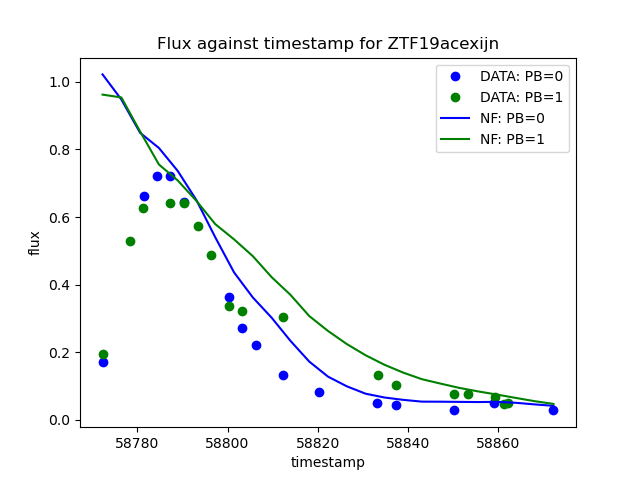 Flux against timestamp for ZTF19acexijn
DATA: PB=0
DATA: PB=1
NF: PB=0
NF: PB=1
1.0
0.8
0.6
0.4
0.2
0.0
flux
58780 58800 58820 58840 58860
timestamp